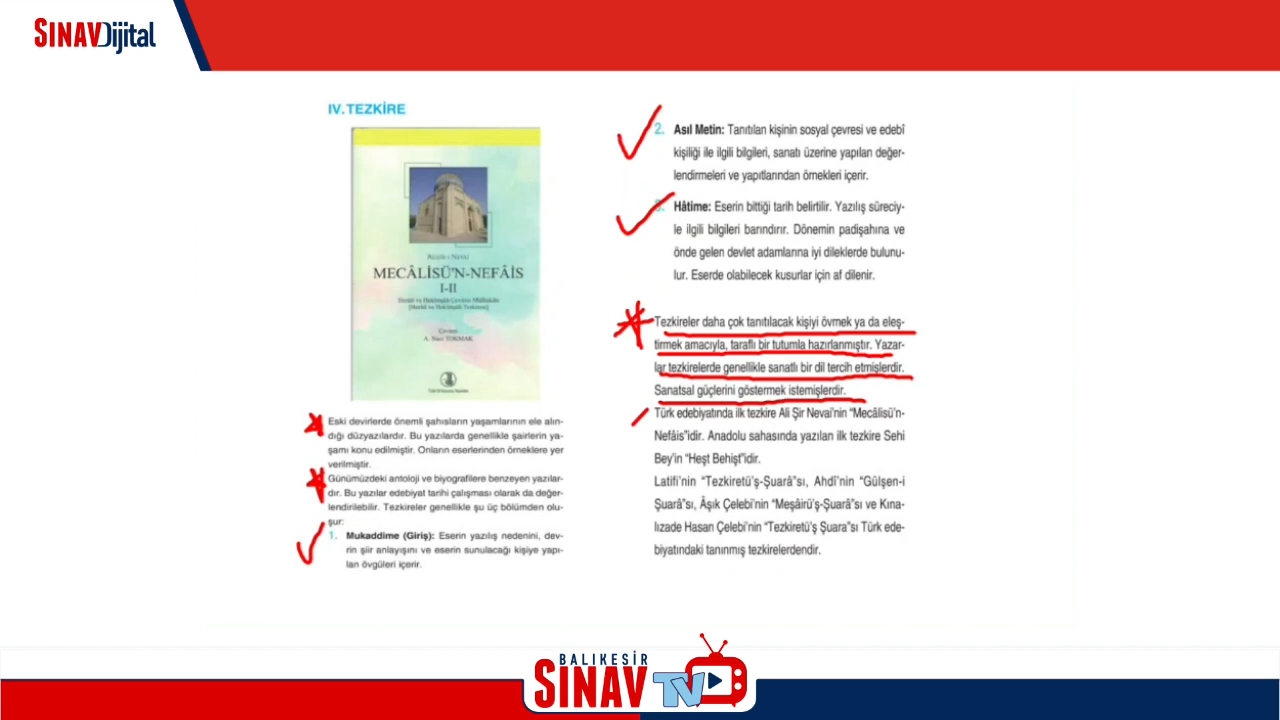 SINAVDijital
IV. TEZKİRE
MECÂLİSÜ'N-NEFÂİS
I-II
Çeviren
A. Naci TOKMAK
Eski devirlerde önemli şahısların yaşamlarının ele alın-
dığı düzyazılardır. Bu yazılarda genellikle şairlerin ya-
şamı konu edilmiştir. Onların eserlerinden örneklere yer
verilmiştir.
Günümüzdeki antoloji ve biyografilere benzeyen yazılar-
dır. Bu yazılar edebiyat tarihi çalışması olarak da değer-
lendirilebilir. Tezkireler genellikle şu üç bölümden olu-
şur:
1. Mukaddime (Giriş): Eserin yazılış nedenini, dev-
rin şiir anlayışını ve eserin sunulacağı kişiye yapı-
lan övgüleri içerir.
2. Asıl Metin: Tanıtılan kişinin sosyal çevresi ve edebî
kişiliği ile ilgili bilgileri, sanatı üzerine yapılan değer-
lendirmeleri ve yapıtlarından örnekleri içerir.
3. Hâtime: Eserin bittiği tarih belirtilir. Yazılış süreciy-
le ilgili bilgileri barındırır. Dönemin padişahına ve
önde gelen devlet adamlarına iyi dileklerde bulunu-
lur. Eserde olabilecek kusurlar için af dilenir.
Tezkireler daha çok tanıtılacak kişiyi övmek ya da eleş-
tirmek amacıyla, taraflı bir tutumla hazırlanmıştır. Yazar-
lar tezkirelerde genellikle sanatlı bir dil tercih etmişlerdir.
Sanatsal güçlerini göstermek istemişlerdir.
Türk edebiyatında ilk tezkire Ali Şir Nevai'nin “Mecâlisü'n-
Nefâis”idir. Anadolu sahasında yazılan ilk tezkire Sehi
Bey'in “Heşt Behişt”idir.
Latifi'nin “Tezkiretü'ş-Şuarâ”sı, Ahdî'nin “Gülşen-i
Şuarâ”sı, Âşık Çelebi'nin “Meşâirü'ş-Şuarâ”sı ve Kına-
lızade Hasan Çelebi'nin “Tezkiretü'ş Şuara”sı Türk ede-
biyatındaki tanınmış tezkirelerdendir.
BALIKESİR
SINAV TV